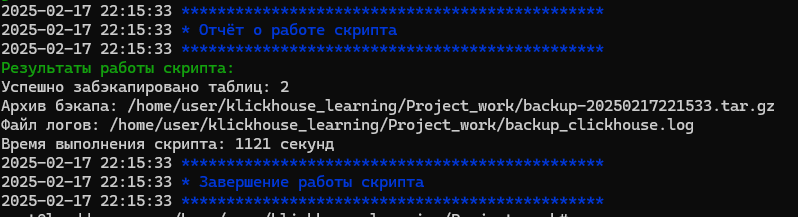 2025-02-17 22:15:33 ***********************************************
2025-02-17 22:15:33 * Отчёт о работе скрипта
2025-02-17 22:15:33 ***********************************************
Результаты работы скрипта:
Успешно забэкапировано таблиц: 2
Архив бэкапа: /home/user/klickhouse_learning/Project_work/backup-20250217221533.tar.gz
Файл логов: /home/user/klickhouse_learning/Project_work/backup_clickhouse.log
Время выполнения скрипта: 1121 секунд
2025-02-17 22:15:33 ***********************************************
2025-02-17 22:15:33 * Завершение работы скрипта
2025-02-17 22:15:33 ***********************************************